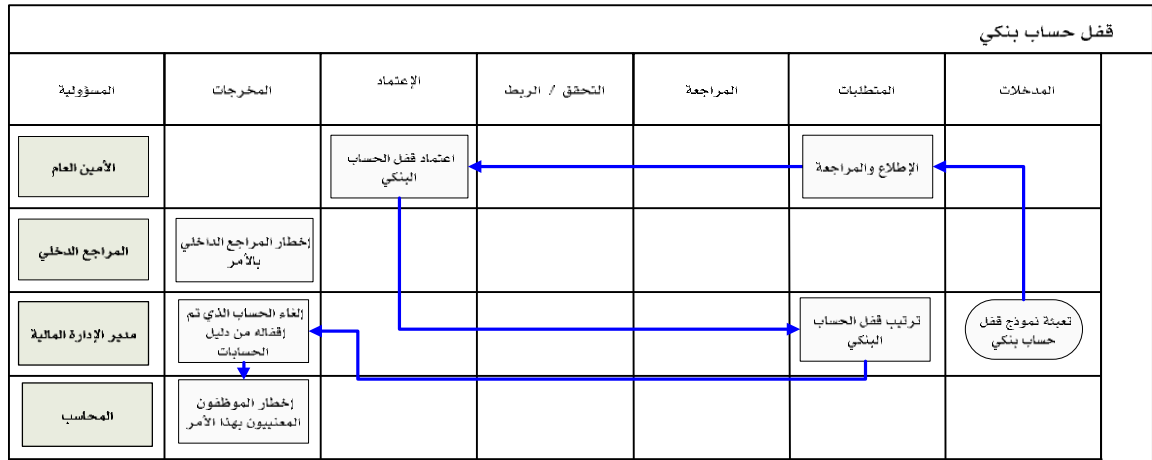 قفل حساب بنكي
المدخلات
المتطلبات
المراجعة
التحقق / الربط
الإعتماد
المخرجات
المسؤولية
الإطلاع والمراجعة
اعتماد قفل الحساب
البنكي
الأمين العام
إخطار المراجع الداخلي
بالأمر
المراجع الدخلي
تعبئة نموذج قفل
حساب بنكي
ترتيب قفل الحساب
البنكي
إلغاء الحساب الذي تم
إقفاله من دليل
الحسابات
مدير الإدارة المالية
إخطار الموظفون
المعنييون بهذا الأمر
المحاسب